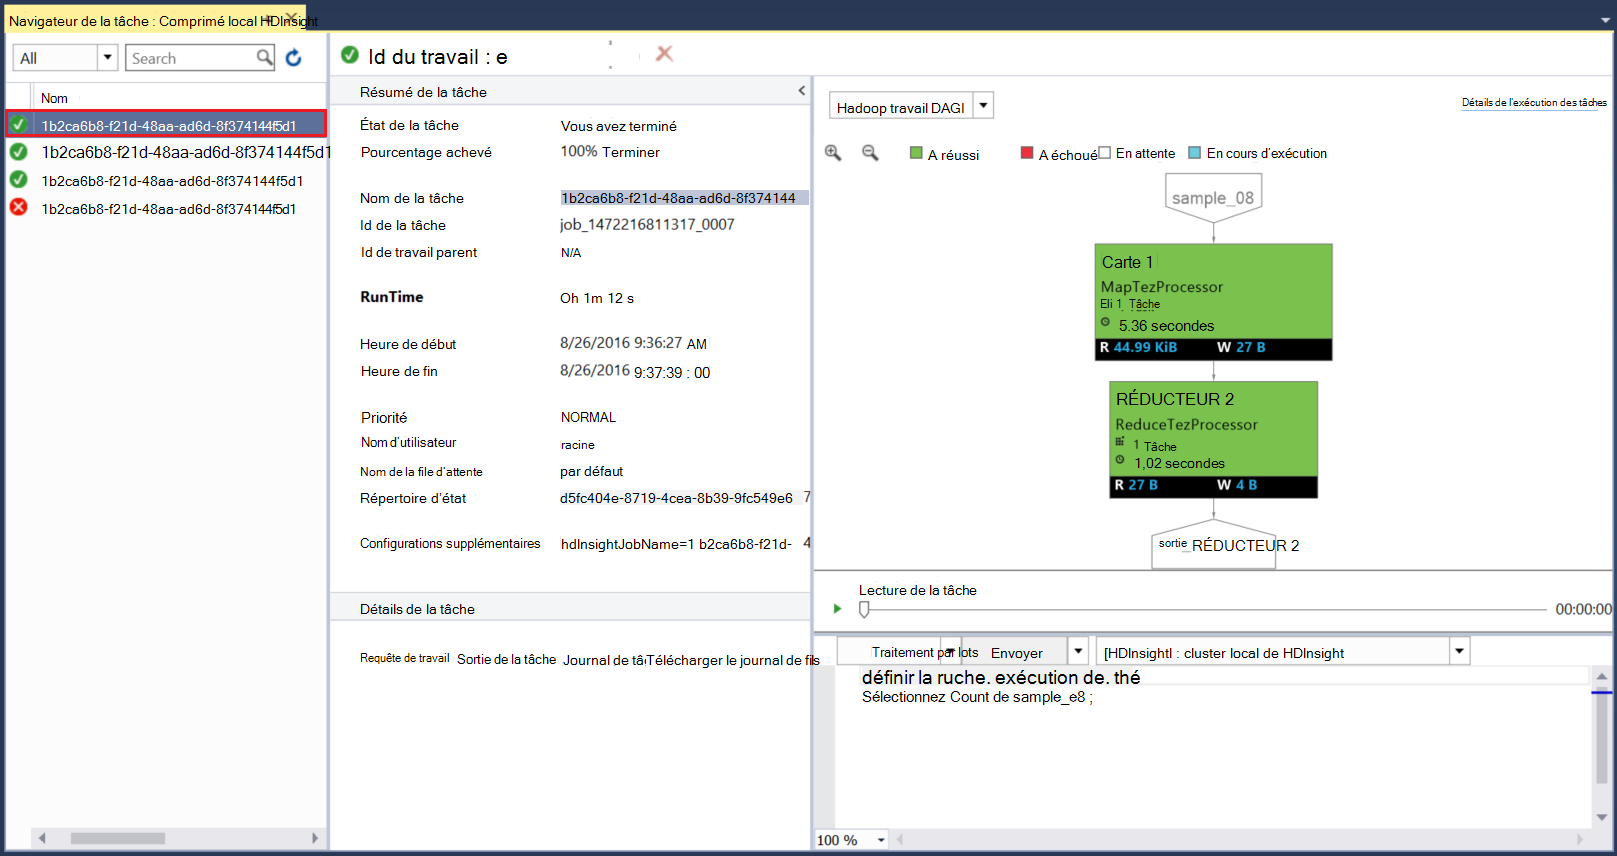 Navigateur de la tâche : Comprimé local HDInsight
All
Search
Nom
1b2ca6b8-f21d-48aa-ad6d-8f374144f5d1
1b2ca6b8-f21d-48aa-ad6d-8f374144f5d1
1b2ca6b8-f21d-48aa-ad6d-8f374144f5d1
1b2ca6b8-f21d-48aa-ad6d-8f374144f5d1
Id du travail : e
Résumé de la tâche
État de la tâche Vous avez terminé
Pourcentage achevé 100% Terminer
Nom de la tâche 1b2ca6b8-f21d-48aa-ad6d-8f374144
Id de la tâche job_1472216811317_0007
Id de travail parent N/A
RunTime Oh 1m 12 s
Heure de début 8/26/2016 9:36:27 AM
Heure de fin 8/26/2016 9:37:39 : 00
Priorité NORMAL
Nom d'utilisateur racine
Nom de la file d'attente par défaut
Répertoire d'état d5fc404e-8719-4cea-8b39-9fc549e6 7
Configurations supplémentaires hdInsightJobName=1 b2ca6b8-f21d- 4
Détails de la tâche
Requête de travail Sortie de la tâche Journal de tâ Télécharger le journal de fils
Hadoop travail DAGI
Détails de l'exécution des tâches
A réussi A échoué En attente En cours d'exécution
sample_08
Carte 1
MapTezProcessor
Eli 1 Tâche
5.36 secondes
R 44.99 KiB W 27 B
RÉDUCTEUR 2
ReduceTezProcessor
1 Tâche
1,02 secondes
R 27 B W 4 B
sortie_RÉDUCTEUR 2
Lecture de la tâche
00:00:00
Traitement par lots Envoyer [HDInsightI : cluster local de HDInsight
définir la ruche. exécution de. thé
Sélectionnez Count de sample_e8 ;
100 %